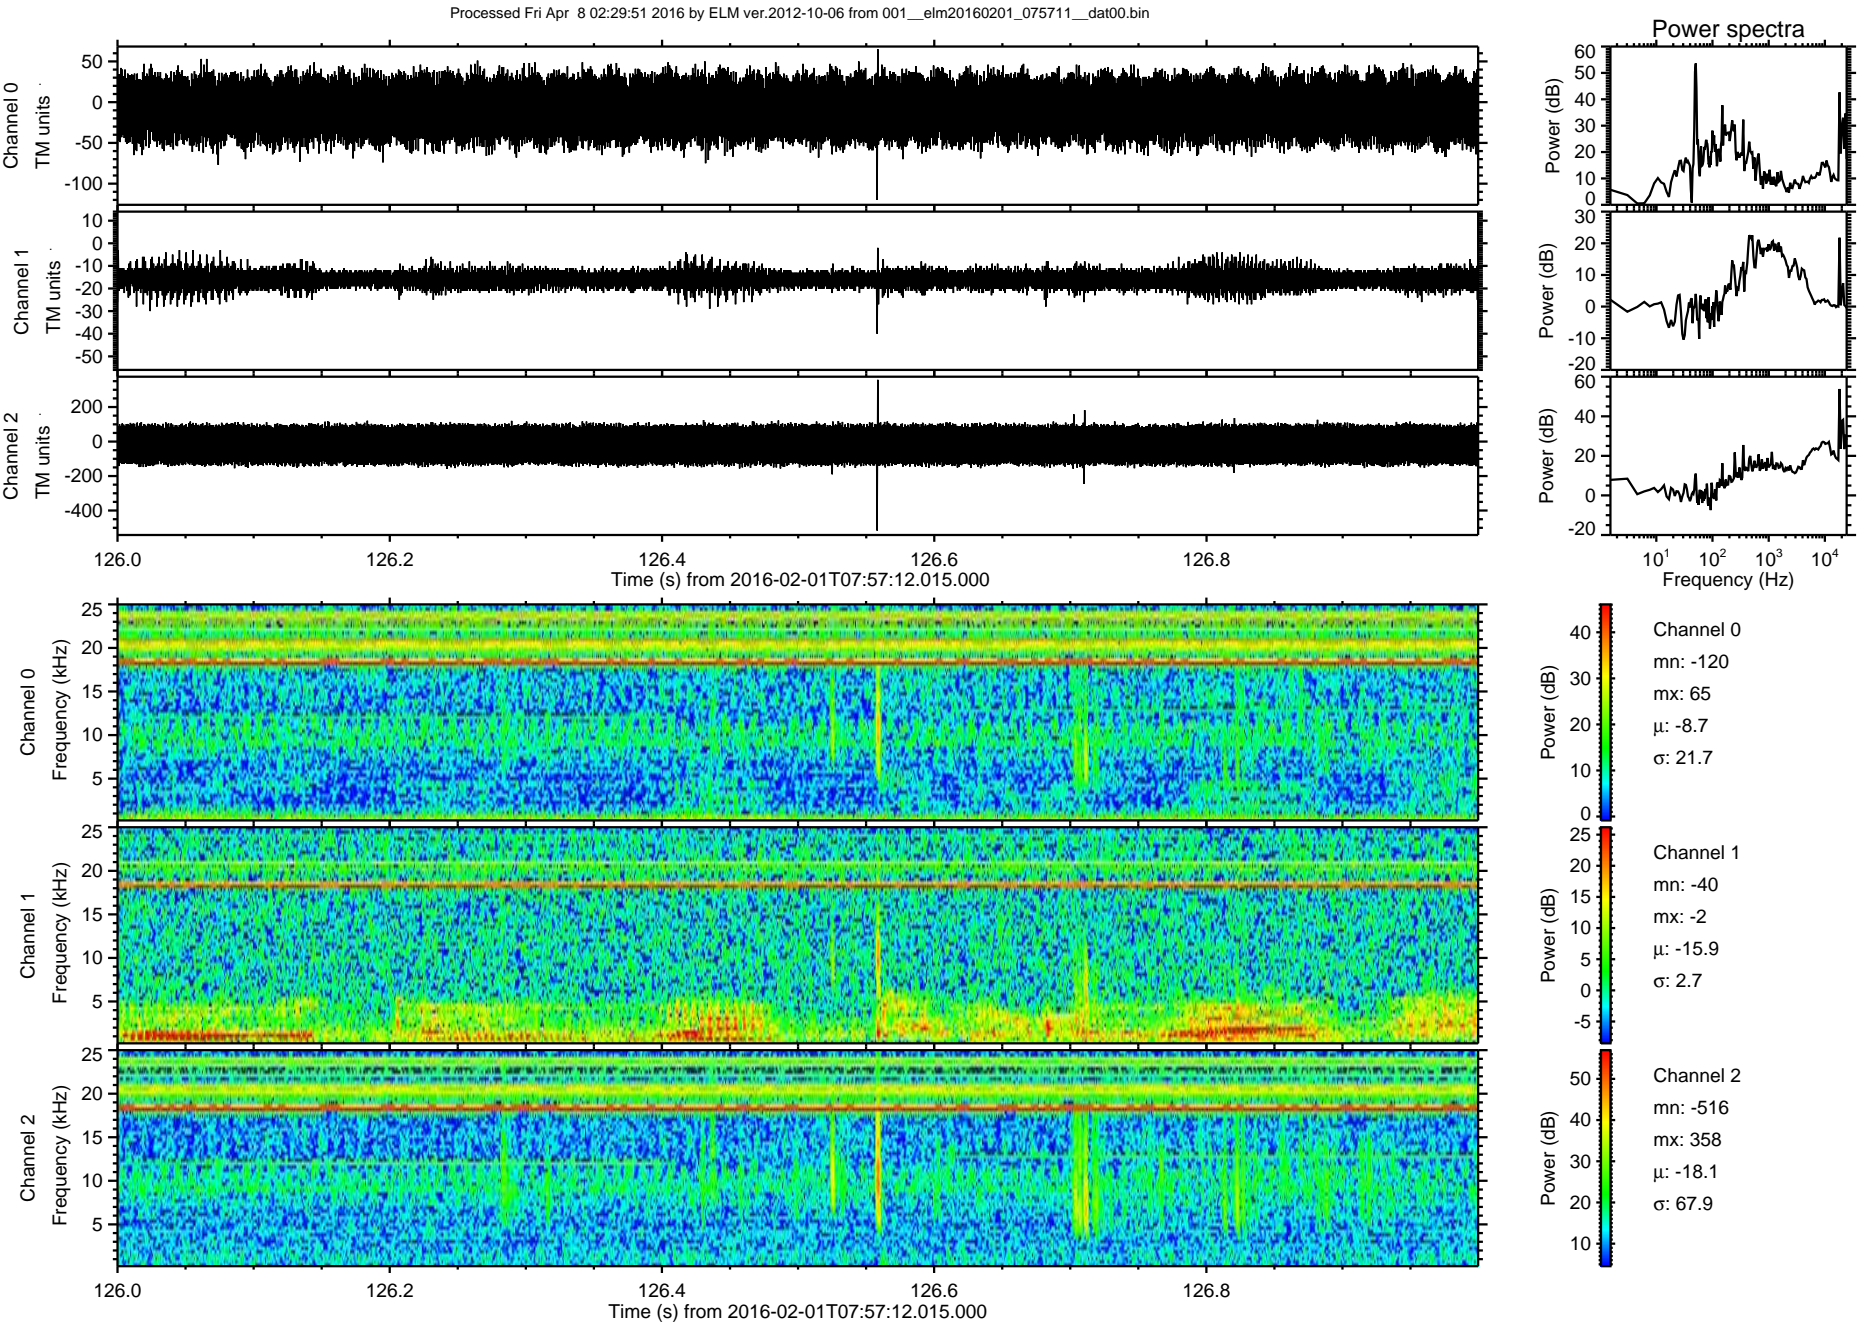 Processed Fri Apr  8 02:29:51 2016 by ELM ver.2012-10-06 from 001__elm20160201_075711__dat00.bin
Power spectra
Channel 0
TM units
50
0
-50
-100
Power (dB)
60
50
40
30
20
10
0
Channel 1
TM units
10
0
-10
-20
-30
-40
-50
Power (dB)
30
20
10
0
-10
-20
Channel 2
TM units
200
0
-200
-400
Power (dB)
60
40
20
0
-20
126.0 126.2 126.4 126.6 126.8
Time (s) from 2016-02-01T07:57:12.015.000
10¹ 10² 10³ 10⁴
Frequency (Hz)
Channel 0
Frequency (kHz)
25
20
15
10
5
Power (dB)
40
30
20
10
0
Channel 0
mn: -120
mx: 65
μ: -8.7
σ: 21.7
Channel 1
Frequency (kHz)
25
20
15
10
5
Power (dB)
25
20
15
10
5
0
-5
Channel 1
mn: -40
mx: -2
μ: -15.9
σ: 2.7
Channel 2
Frequency (kHz)
25
20
15
10
5
Power (dB)
50
40
30
20
10
Channel 2
mn: -516
mx: 358
μ: -18.1
σ: 67.9
126.0 126.2 126.4 126.6 126.8
Time (s) from 2016-02-01T07:57:12.015.000